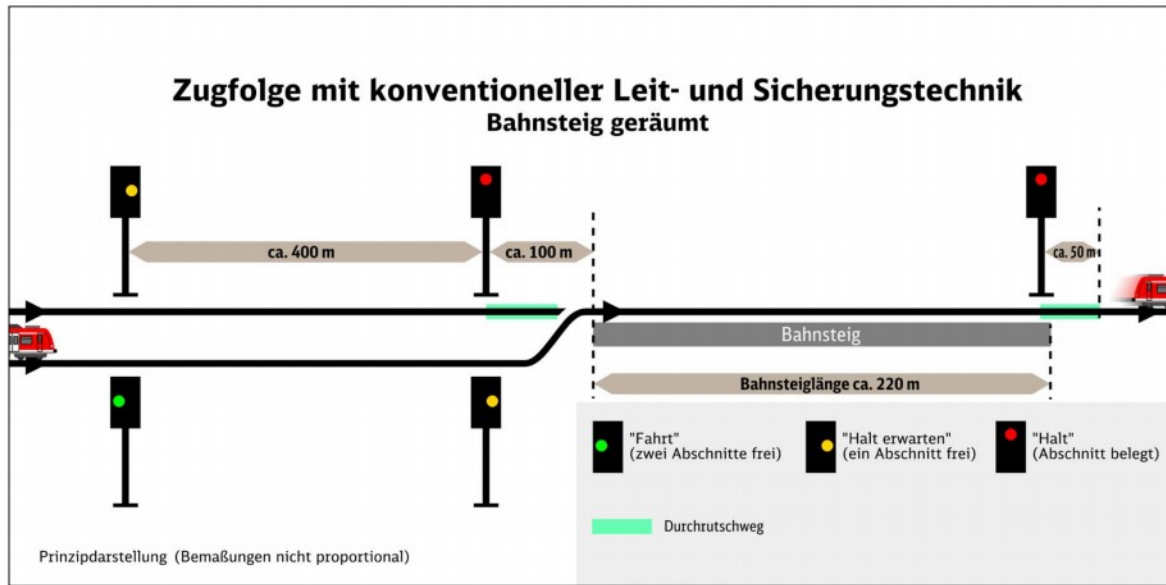 Zugfolge mit konventioneller Leit- und Sicherungstechnik
Bahnsteig geräumt
ca. 400 m
ca. 100 m
ca. 50 m
Bahnsteig
Bahnsteiglänge ca. 220 m
"Fahrt"
(zwei Abschnitte frei)
"Halt erwarten"
(ein Abschnitt frei)
"Halt"
(Abschnitt belegt)
Durchrutschweg
Prinzipdarstellung (Bemaßungen nicht proportional)